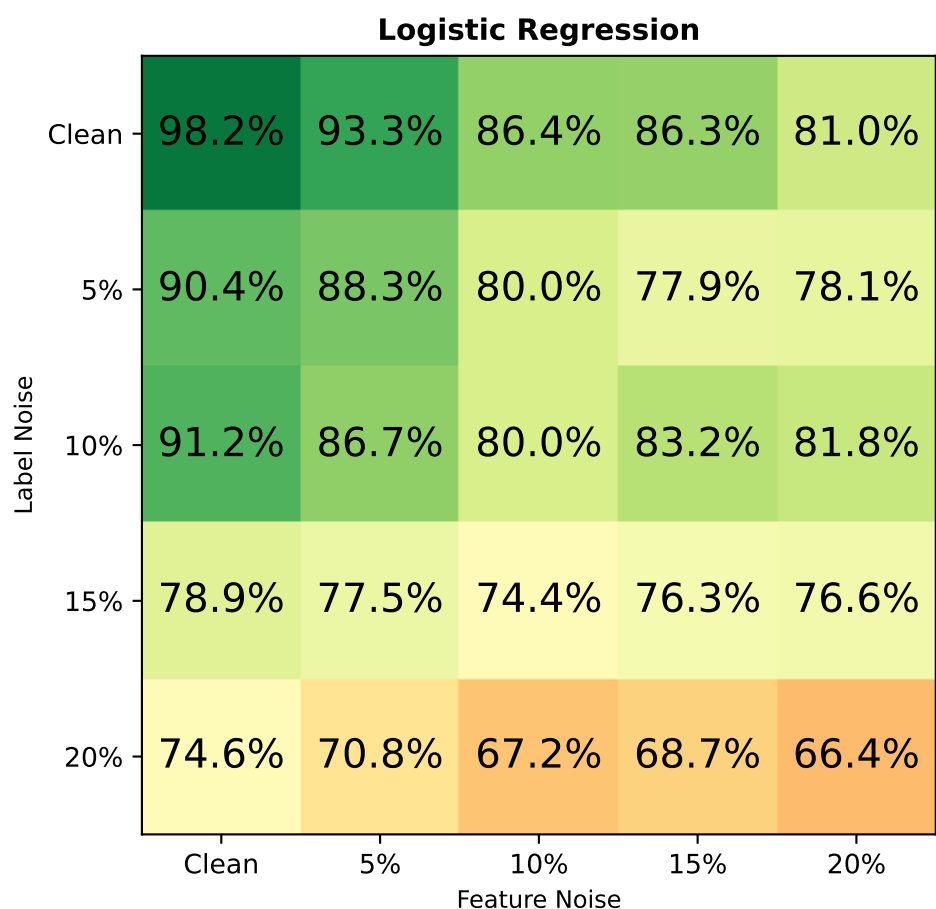 Logistic Regression
Clean 98.2% 93.3% 86.4% 86.3% 81.0%
5% 90.4% 88.3% 80.0% 77.9% 78.1%
10% 91.2% 86.7% 80.0% 83.2% 81.8%
15% 78.9% 77.5% 74.4% 76.3% 76.6%
20% 74.6% 70.8% 67.2% 68.7% 66.4%
Label Noise
Clean 5% 10% 15% 20%
Feature Noise